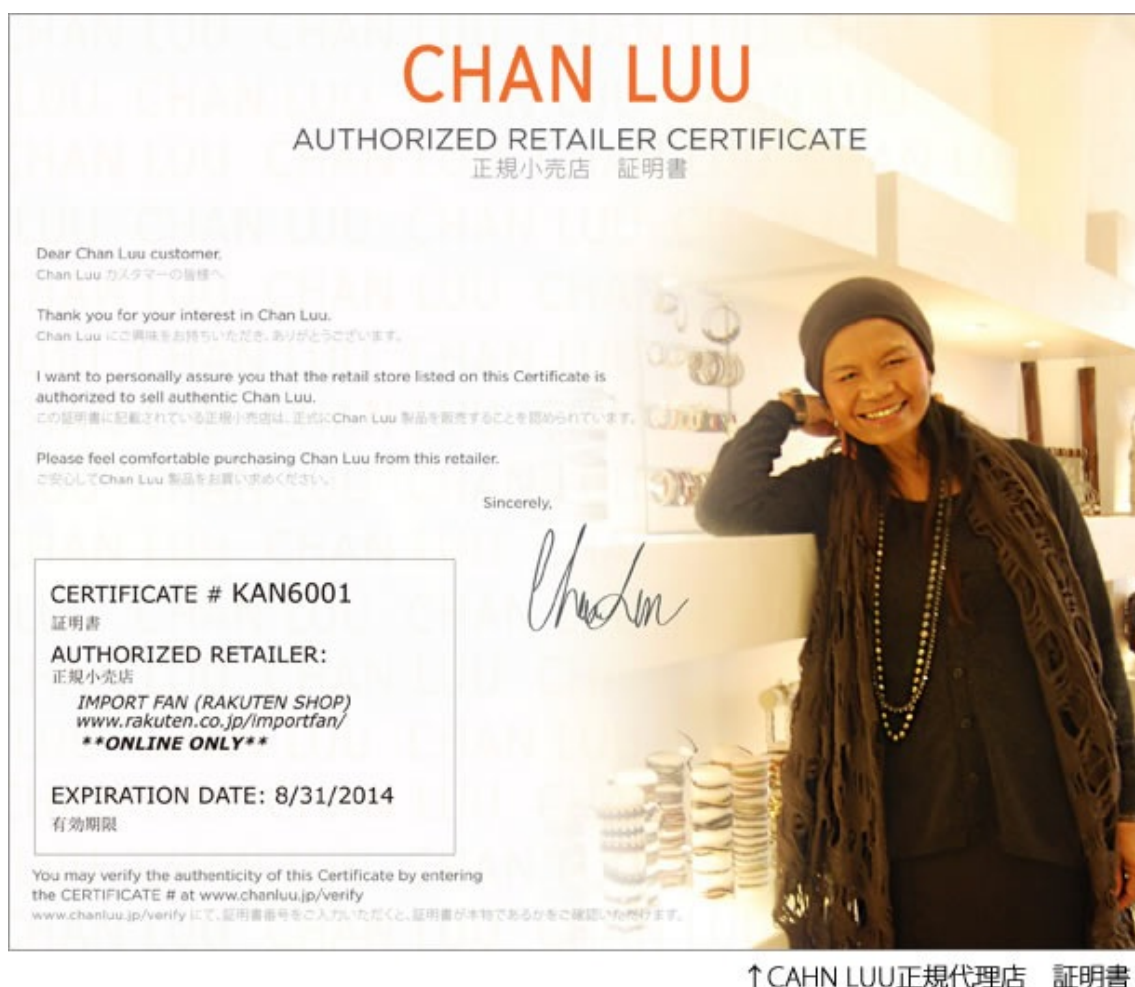 CHAN LUU
AUTHORIZED RETAILER CERTIFICATE
正規小売店　証明書
Dear Chan Luu customer,
Chan Luu カスタマーの皆様へ
Thank you for your interest in Chan Luu.
Chan Luu にご興味をお持ちいただき、ありがとうございます。
I want to personally assure you that the retail store listed on this Certificate is
authorized to sell authentic Chan Luu.
この証明書に記載されている正規小売店は、正式にChan Luu 製品を販売することを認められています。
Please feel comfortable purchasing Chan Luu from this retailer.
ご安心してChan Luu 製品をお買い求めください。
Sincerely,
Chan Luu
CERTIFICATE # KAN6001
証明書
AUTHORIZED RETAILER:
正規小売店
IMPORT FAN (RAKUTEN SHOP)
www.rakuten.co.jp/importfan/
**ONLINE ONLY**
EXPIRATION DATE: 8/31/2014
有効期限
You may verify the authenticity of this Certificate by entering
the CERTIFICATE # at www.chanluu.jp/verify
www.chanluu.jp/verify にて、証明書番号をご入力いただくと、証明書が本物であるかをご確認いただけます。
↑CAHN LUU正規代理店　証明書